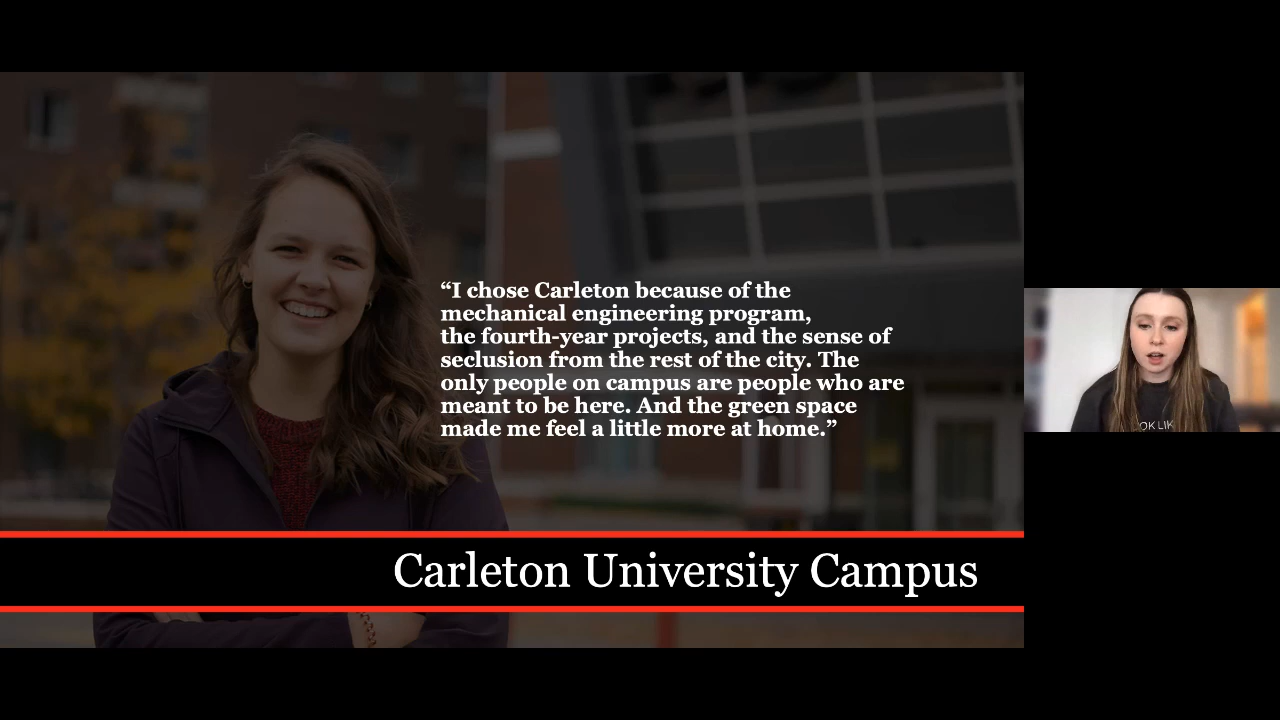 “I chose Carleton because of the
mechanical engineering program,
the fourth-year projects, and the sense of
seclusion from the rest of the city. The
only people on campus are people who are
meant to be here. And the green space
made me feel a little more at home.”
OK LIK
Carleton University Campus